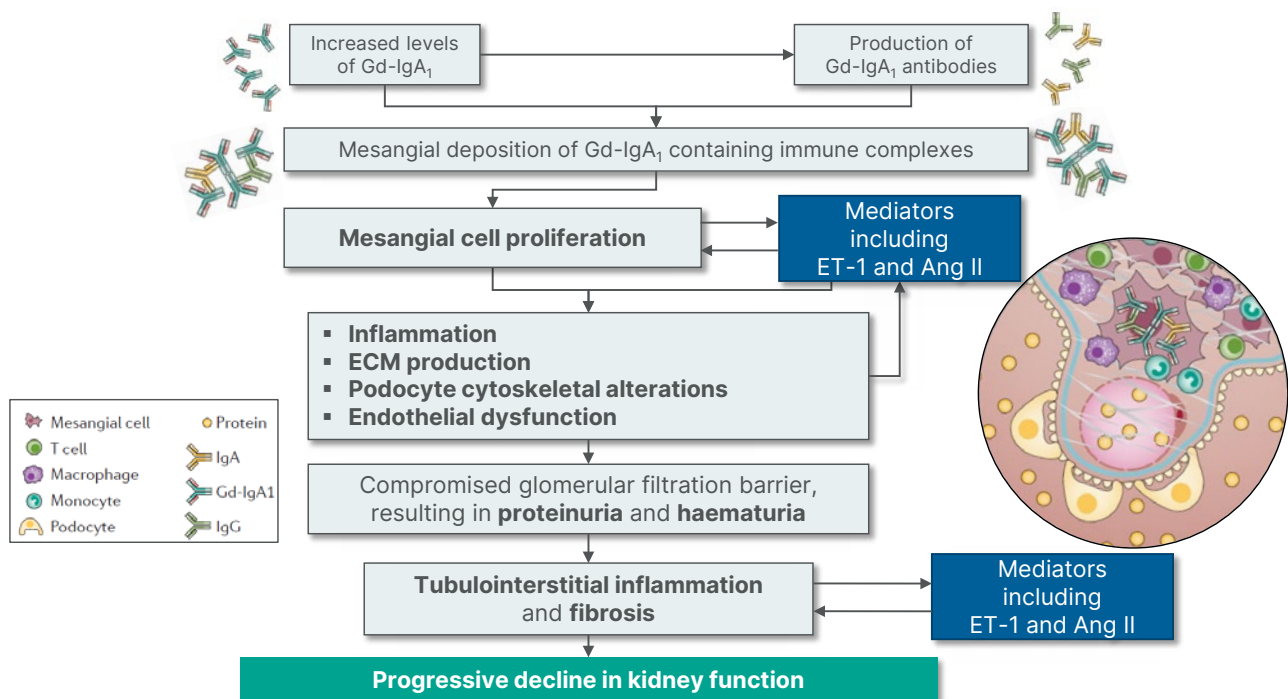 Increased levels
of Gd-IgA₁
Production of
Gd-IgA₁ antibodies
Mesangial deposition of Gd-IgA₁ containing immune complexes
Mesangial cell proliferation
Mediators
including
ET-1 and Ang II
▪ Inflammation
▪ ECM production
▪ Podocyte cytoskeletal alterations
▪ Endothelial dysfunction
Mesangial cell
T cell
Macrophage
Monocyte
Podocyte
Protein
IgA
Gd-IgA1
IgG
Compromised glomerular filtration barrier,
resulting in proteinuria and haematuria
Tubulointerstitial inflammation
and fibrosis
Mediators
including
ET-1 and Ang II
Progressive decline in kidney function